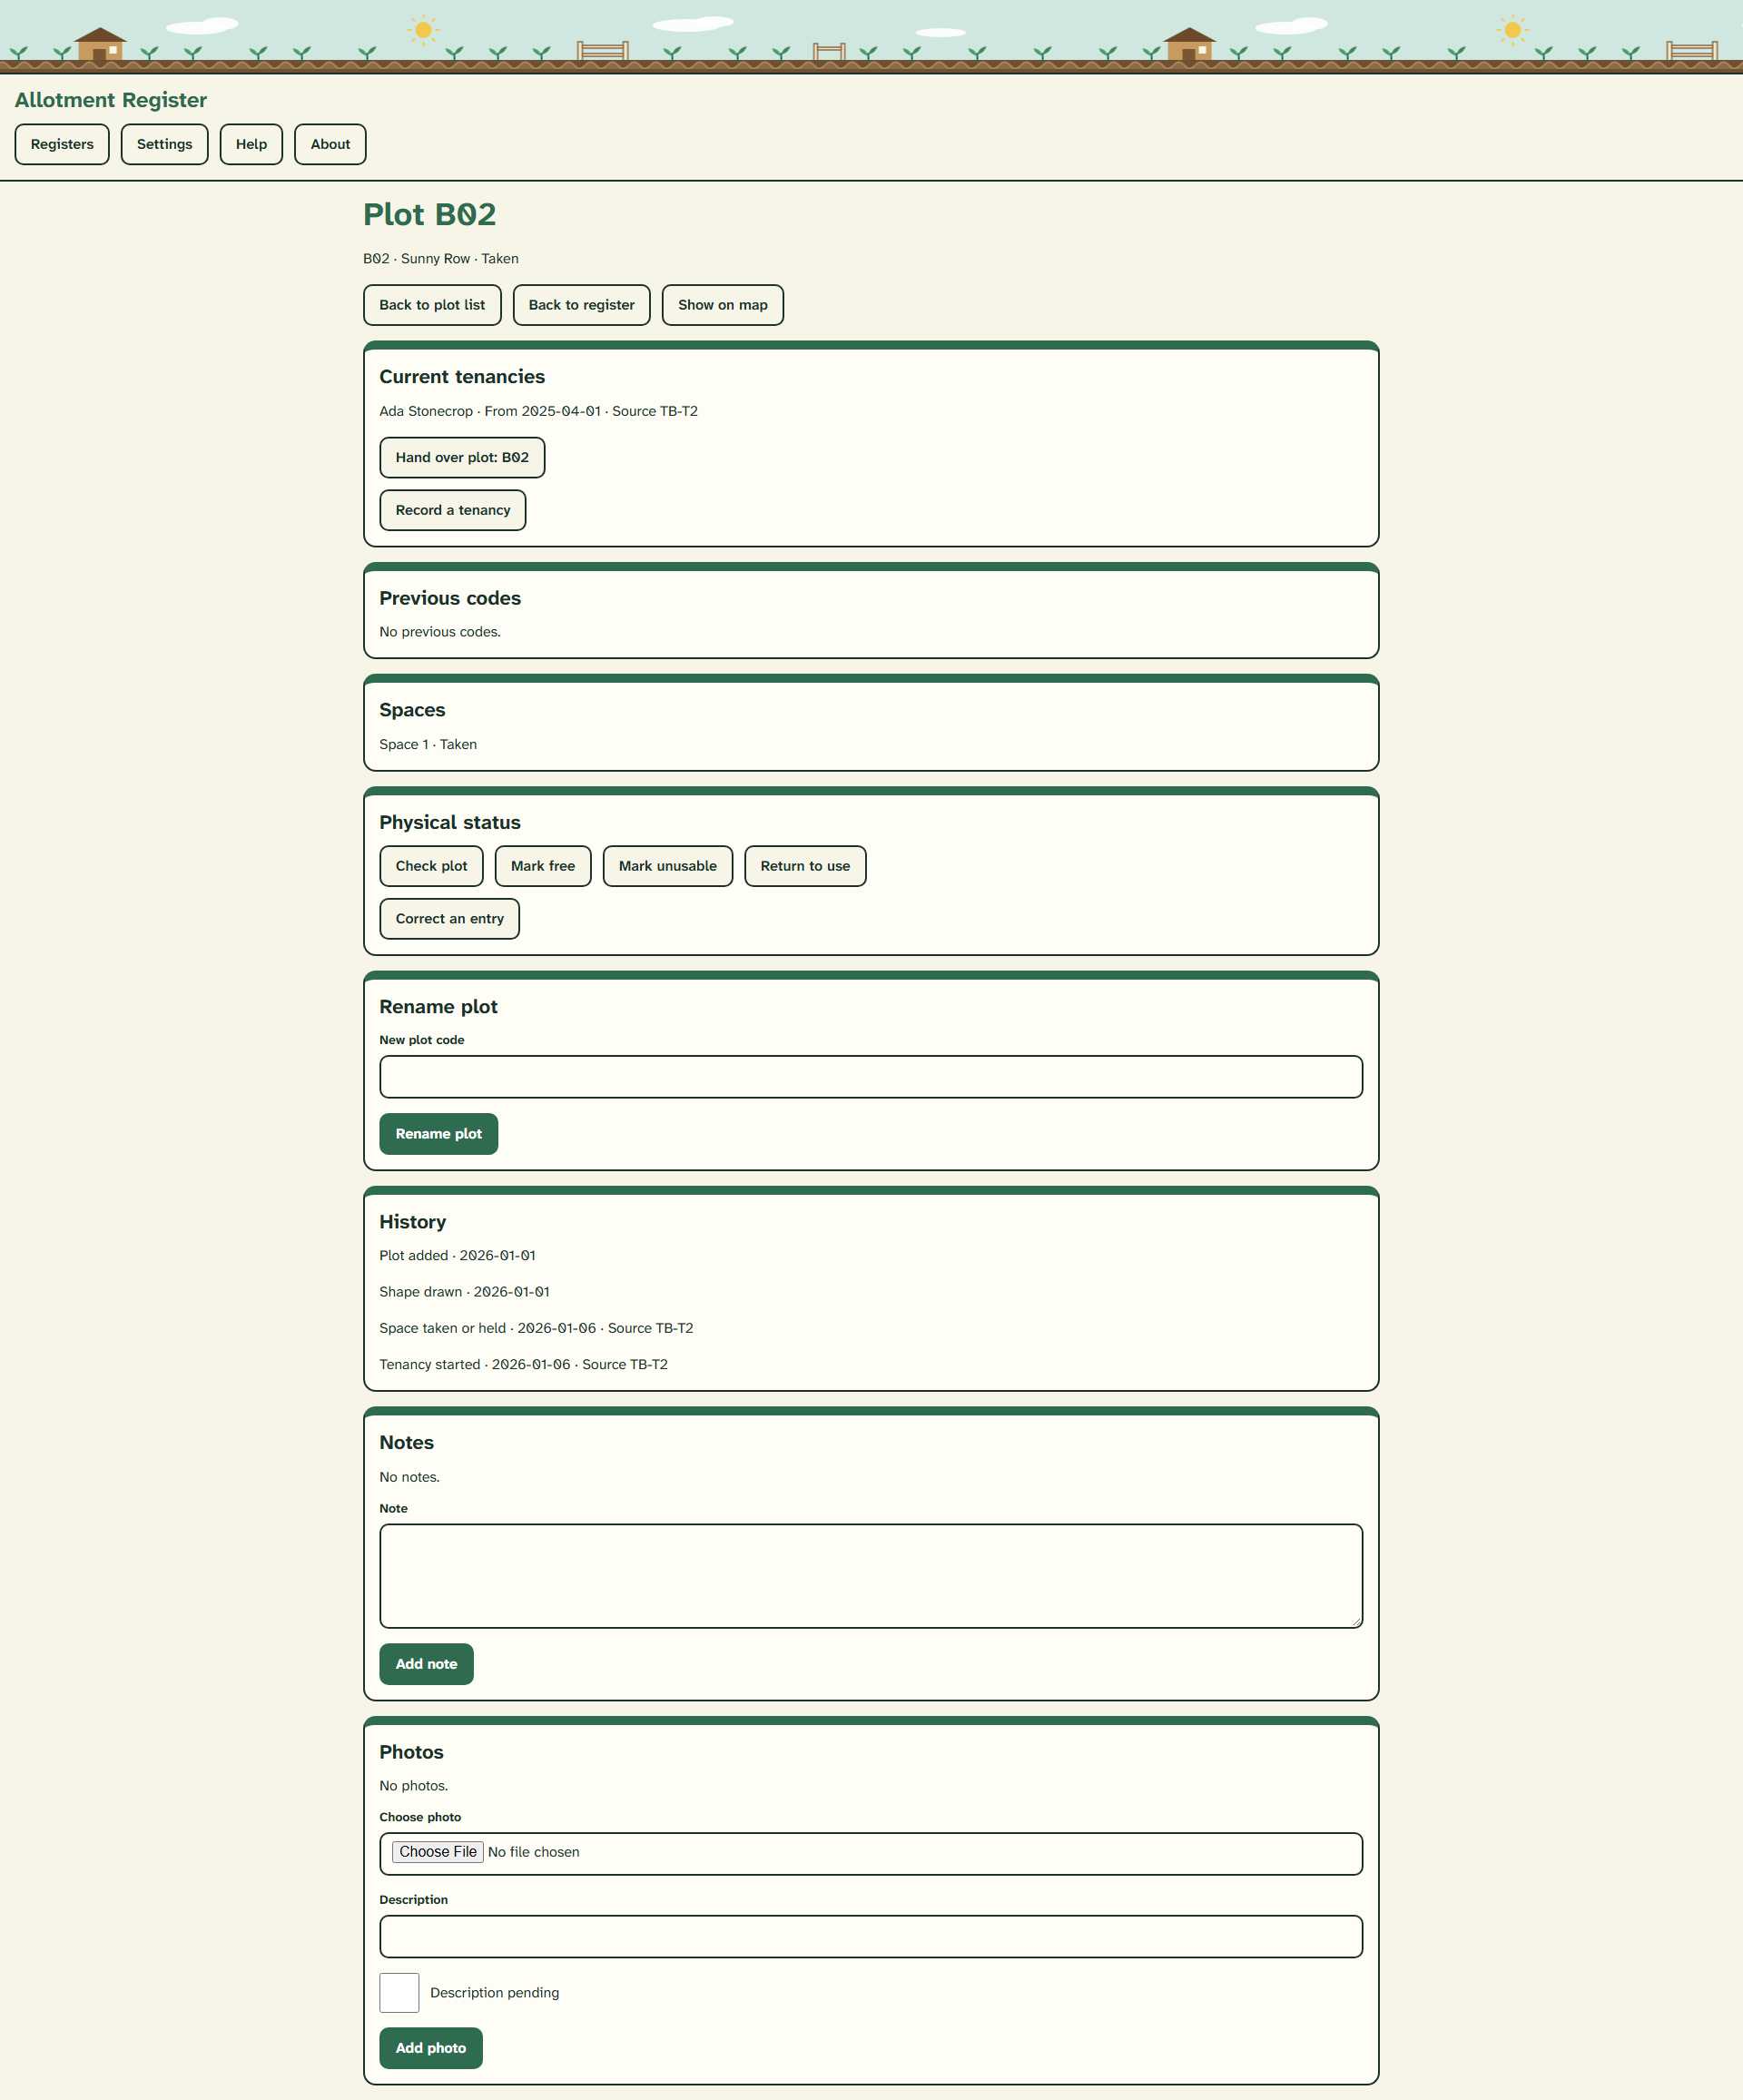 Allotment Register
Registers Settings Help About
Plot B02
B02 · Sunny Row · Taken
Back to plot list Back to register Show on map
Current tenancies
Ada Stonecrop · From 2025-04-01 · Source TB-T2
Hand over plot: B02
Record a tenancy
Previous codes
No previous codes.
Spaces
Space 1 · Taken
Physical status
Check plot Mark free Mark unusable Return to use
Correct an entry
Rename plot
New plot code
Rename plot
History
Plot added · 2026-01-01
Shape drawn · 2026-01-01
Space taken or held · 2026-01-06 · Source TB-T2
Tenancy started · 2026-01-06 · Source TB-T2
Notes
No notes.
Note
Add note
Photos
No photos.
Choose photo
Choose File No file chosen
Description
Description pending
Add photo